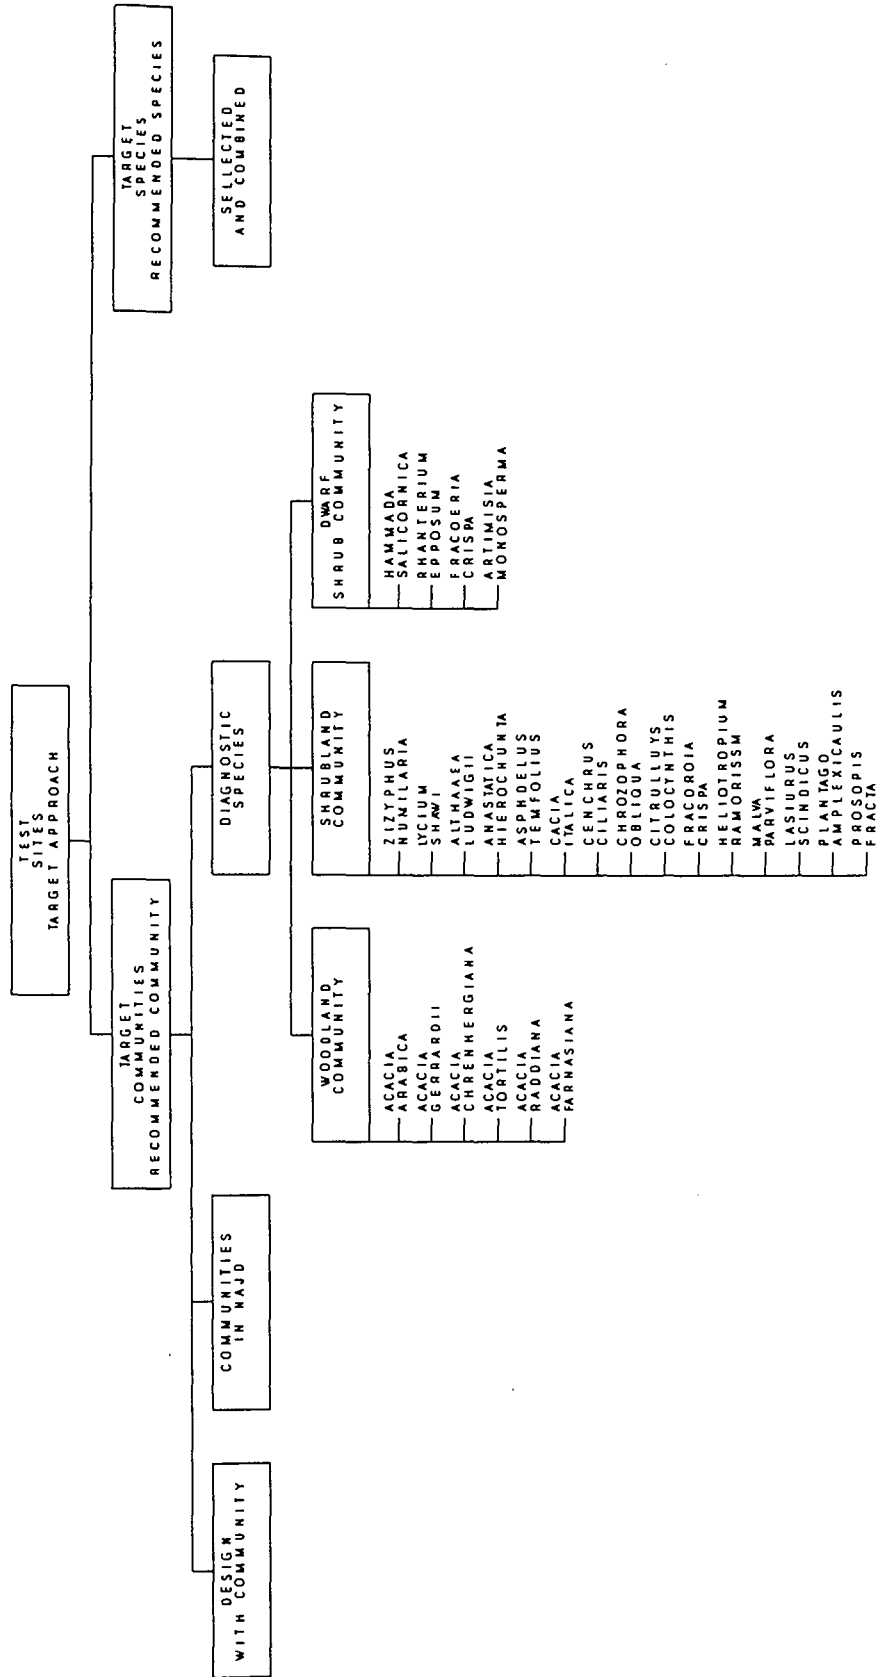 TEST
SITES
TARGET APPROACH
TARGET
COMMUNITIES
RECOMMENDED COMMUNITY
TARGET
SPECIES
RECOMMENDED SPECIES
DESIGN
WITH COMMUNITY
COMMUNITIES
IN NAJD
DIAGNOSTIC
SPECIES
SELLECTED
AND COMBINED
WOODLAND
COMMUNITY
ACACIA
ARABICA
ACACIA
GERRARDII
ACACIA
CHRENHERGIANA
ACACIA
TORTILIS
ACACIA
RADDIANA
ACACIA
FARNASIANA
SHRUBLAND
COMMUNITY
ZIZYPHUS
NUMILARIA
LYCIUM
SHAWI
ALTHAAEA
LUDWIGII
ANASTATICA
HIEROCHUNTA
ASPHDELUS
TEMFOLIUS
CACIA
ITALICA
CENCHRUS
CILIARIS
CHROZOPHORA
OBLIQUA
CITRULLUYS
COLOCYNTHIS
FRACOROIA
CRISPA
HELIOTROPIUM
RAMORISSM
MALVA
PARVIFLORA
LASIURUS
SCINDICUS
PLANTAGO
AMPLEXICAULIS
PROSOPIS
FRACTA
DWARF
SHRUB COMMUNITY
HAMMADA
SALICORNICA
RHANTERIUM
EPPOSUM
FRACOERIA
CRISPA
ARTIMISIA
MONOSPERMA